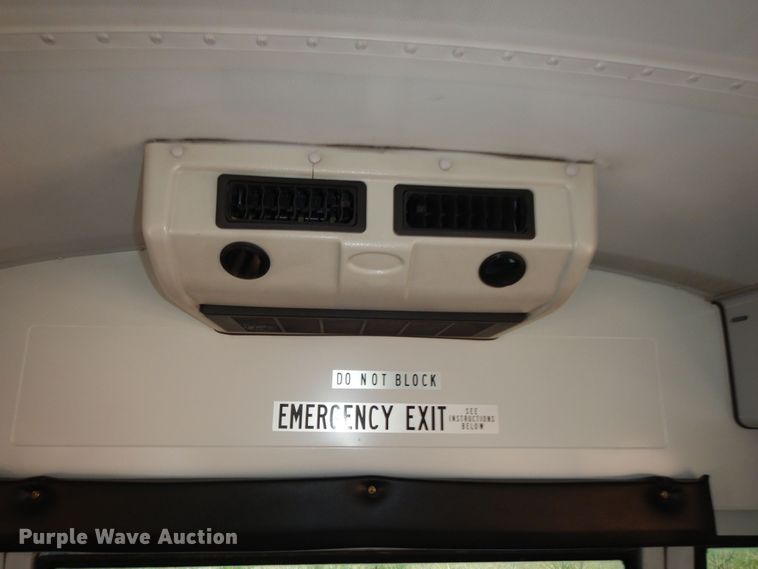 DO NOT BLOCK
EMERGENCY EXIT
SEE
INSTRUCTIONS
BELOW
Purple Wave Auction